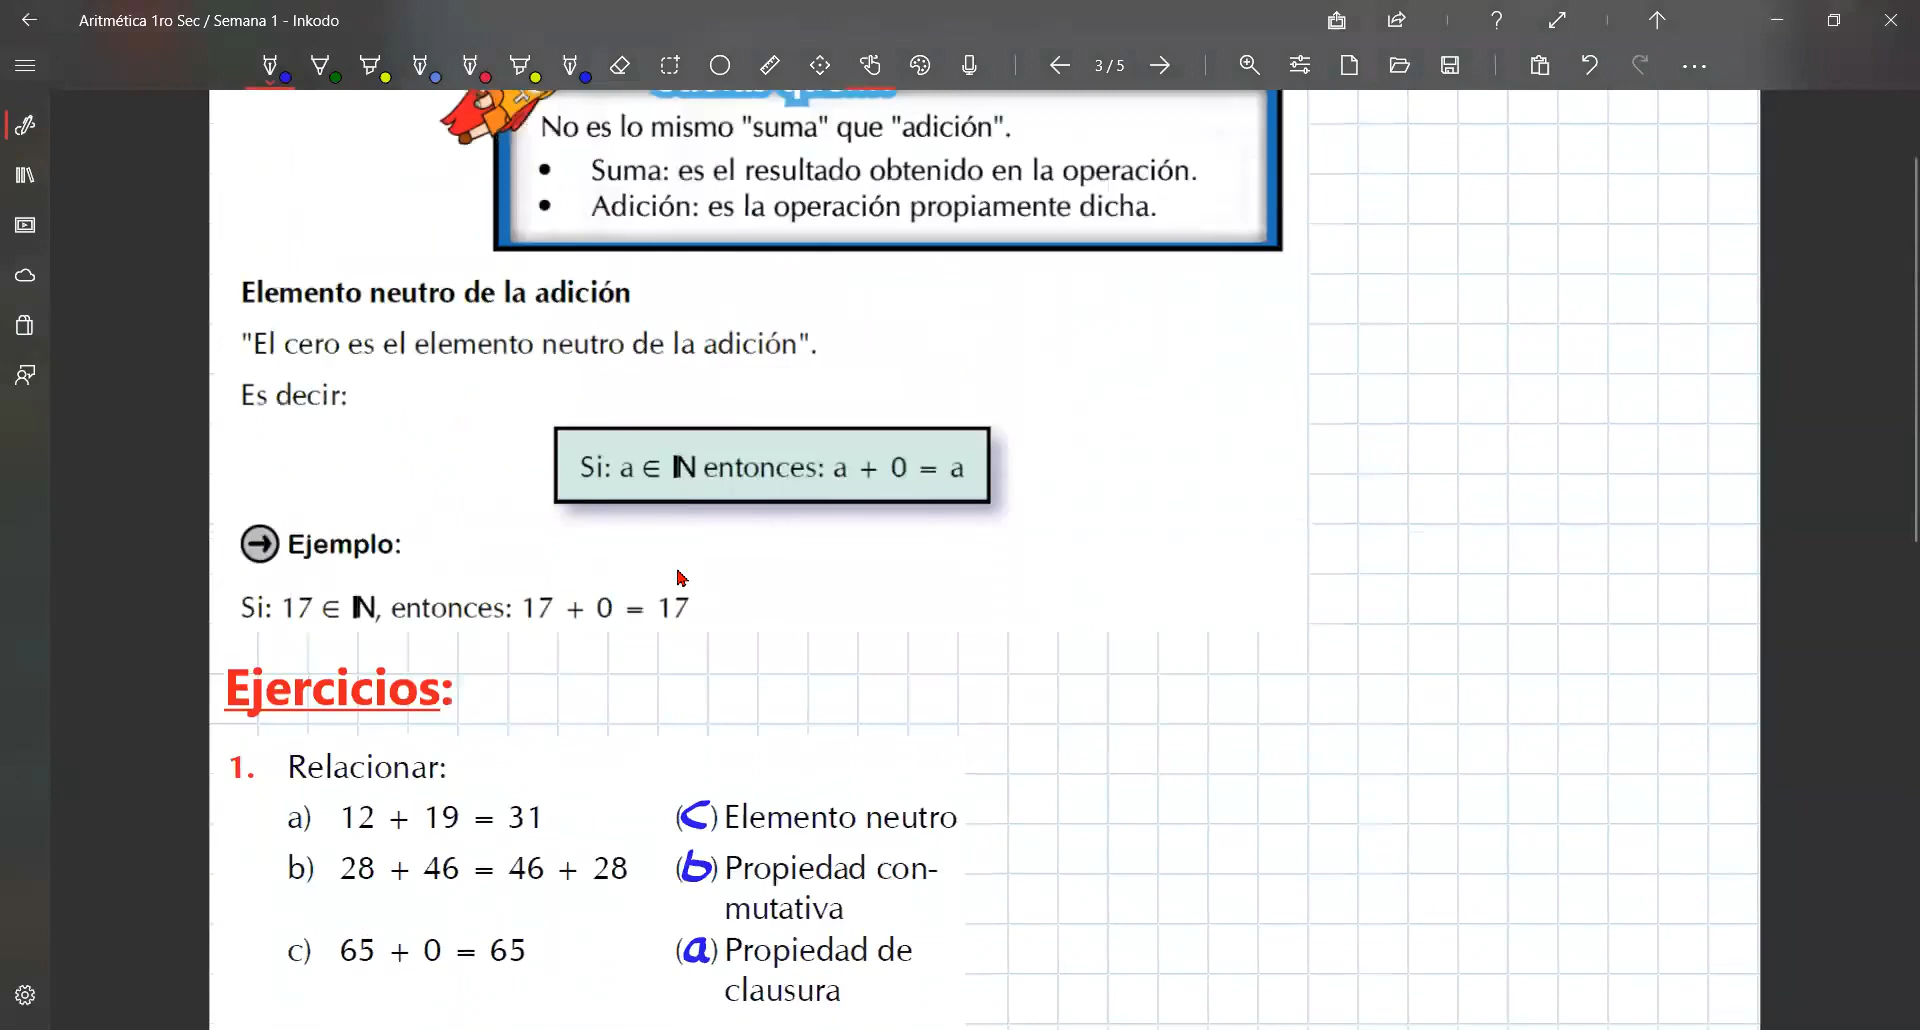 Aritmética 1ro Sec / Semana 1 - Inkodo
3 / 5
No es lo mismo "suma" que "adición".
• Suma: es el resultado obtenido en la operación.
• Adición: es la operación propiamente dicha.
Elemento neutro de la adición
"El cero es el elemento neutro de la adición".
Es decir:
Si: a ∈ ℕ entonces: a + 0 = a
Ejemplo:
Si: 17 ∈ ℕ, entonces: 17 + 0 = 17
Ejercicios:
1. Relacionar:
a) 12 + 19 = 31 (c) Elemento neutro
b) 28 + 46 = 46 + 28 (b) Propiedad con-
mutativa
c) 65 + 0 = 65 (a) Propiedad de
clausura